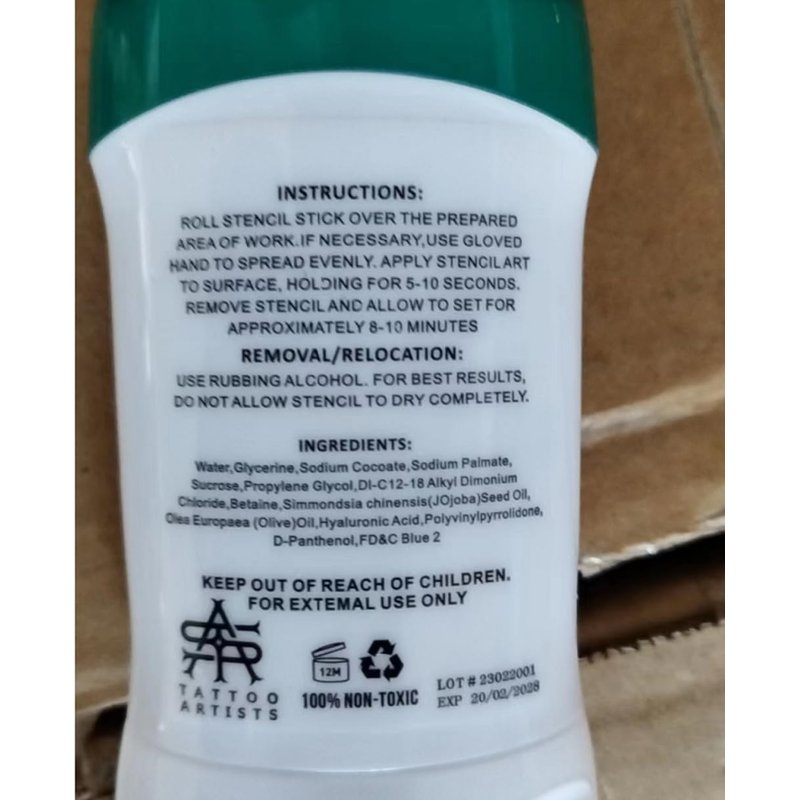 INSTRUCTIONS:
ROLL STENCIL STICK OVER THE PREPARED
AREA OF WORK.IF NECESSARY,USE GLOVED
HAND TO SPREAD EVENLY. APPLY STENCILART
TO SURFACE, HOLDING FOR 5-10 SECONDS.
REMOVE STENCIL AND ALLOW TO SET FOR
APPROXIMATELY 8-10 MINUTES
REMOVAL/RELOCATION:
USE RUBBING ALCOHOL. FOR BEST RESULTS,
DO NOT ALLOW STENCIL TO DRY COMPLETELY.
INGREDIENTS:
Water,Glycerine,Sodium Cocoate,Sodium Palmate,
Sucrose,Propylene Glycol,DI-C12-18 Alkyl Dimonium
Chloride,Betaine,Simmondsia chinensis(JOjoba)Seed Oil,
Olea Europaea (Olive)Oil,Hyaluronic Acid,Polyvinylpyrrolidone,
D-Panthenol,FD&C Blue 2
KEEP OUT OF REACH OF CHILDREN.
FOR EXTEMAL USE ONLY
TATTOO
ARTISTS
12M
100% NON-TOXIC
LOT # 23022001
EXP 20/02/2028